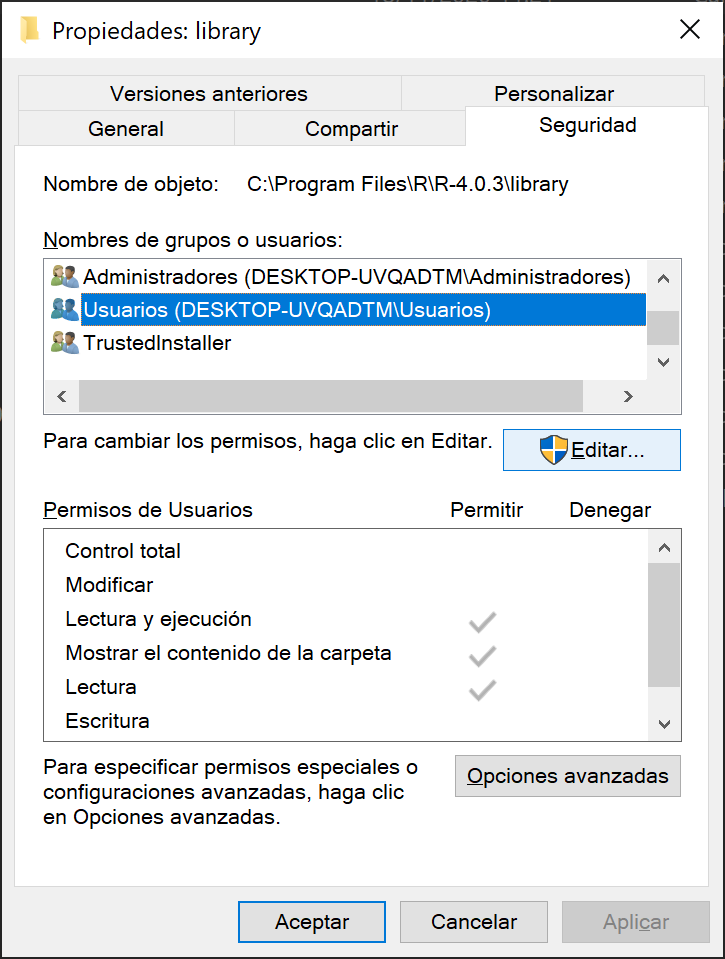 Propiedades: library
Versiones anteriores
Personalizar
General
Compartir
Seguridad
Nombre de objeto: C:\Program Files\R\R-4.0.3\library
Nombres de grupos o usuarios:
Administradores (DESKTOP-UVQADTM\Administradores)
Usuarios (DESKTOP-UVQADTM\Usuarios)
TrustedInstaller
Para cambiar los permisos, haga clic en Editar.
Editar...
Permisos de Usuarios Permitir Denegar
Control total
Modificar
Lectura y ejecución
Mostrar el contenido de la carpeta
Lectura
Escritura
Para especificar permisos especiales o
configuraciones avanzadas, haga clic
en Opciones avanzadas.
Opciones avanzadas
Aceptar
Cancelar
Aplicar